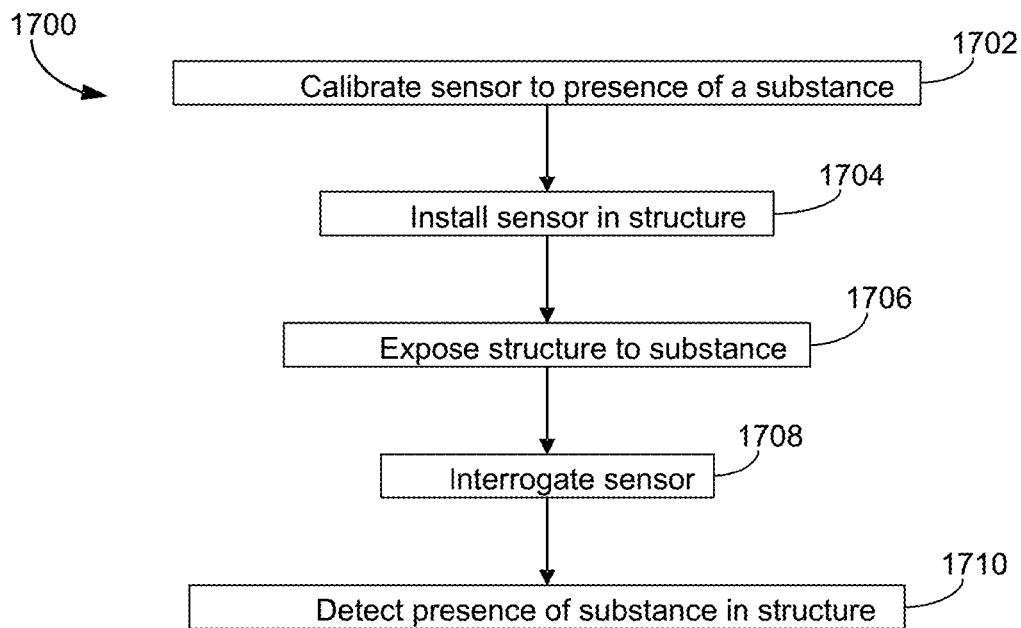 1700
1702
Calibrate sensor to presence of a substance
1704
Install sensor in structure
1706
Expose structure to substance
1708
Interrogate sensor
1710
Detect presence of substance in structure